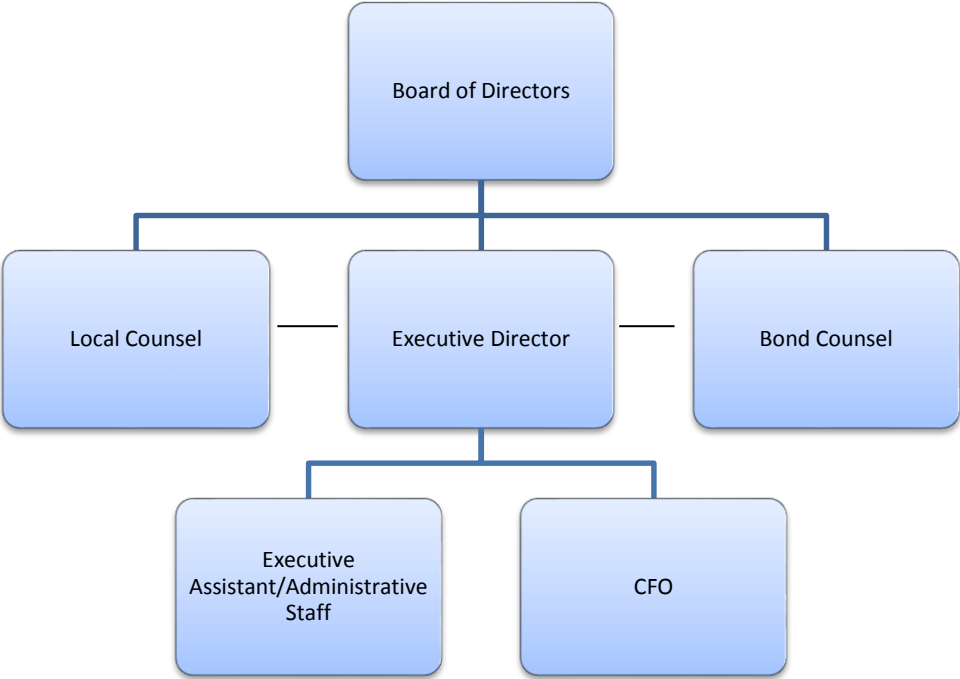 Board of Directors
Local Counsel
Executive Director
Bond Counsel
Executive
Assistant/Administrative
Staff
CFO